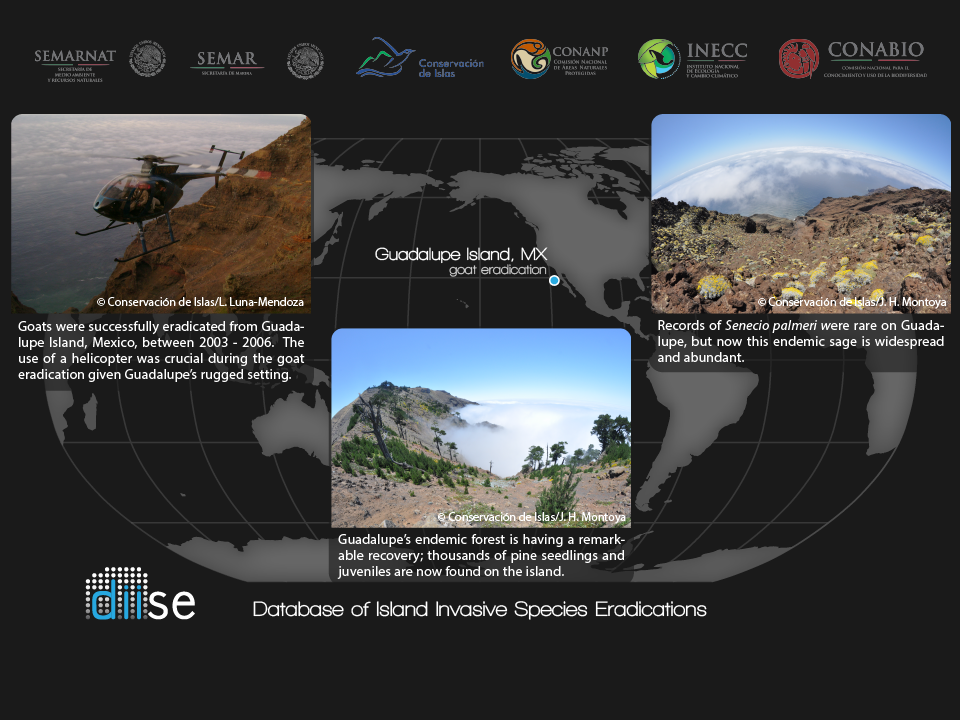 SEMARNAT
SECRETARÍA DE
MEDIO AMBIENTE
Y RECURSOS NATURALES
SEMAR
SECRETARÍA DE MARINA
Conservación
de Islas
CONANP
COMISIÓN NACIONAL
DE ÁREAS NATURALES
PROTEGIDAS
INECC
INSTITUTO NACIONAL
DE ECOLOGÍA
Y CAMBIO CLIMÁTICO
CONABIO
COMISIÓN NACIONAL PARA EL
CONOCIMIENTO Y USO DE LA BIODIVERSIDAD
© Conservación de Islas/L. Luna-Mendoza
Goats were successfully eradicated from Guada-
lupe Island, Mexico, between 2003 - 2006. The
use of a helicopter was crucial during the goat
eradication given Guadalupe's rugged setting.
Guadalupe Island, MX
goat eradication
© Conservación de Islas/J. H. Montoya
Records of Senecio palmeri were rare on Guada-
lupe, but now this endemic sage is widespread
and abundant.
© Conservación de Islas/J. H. Montoya
Guadalupe's endemic forest is having a remark-
able recovery; thousands of pine seedlings and
juveniles are now found on the island.
diise
Database of Island Invasive Species Eradications